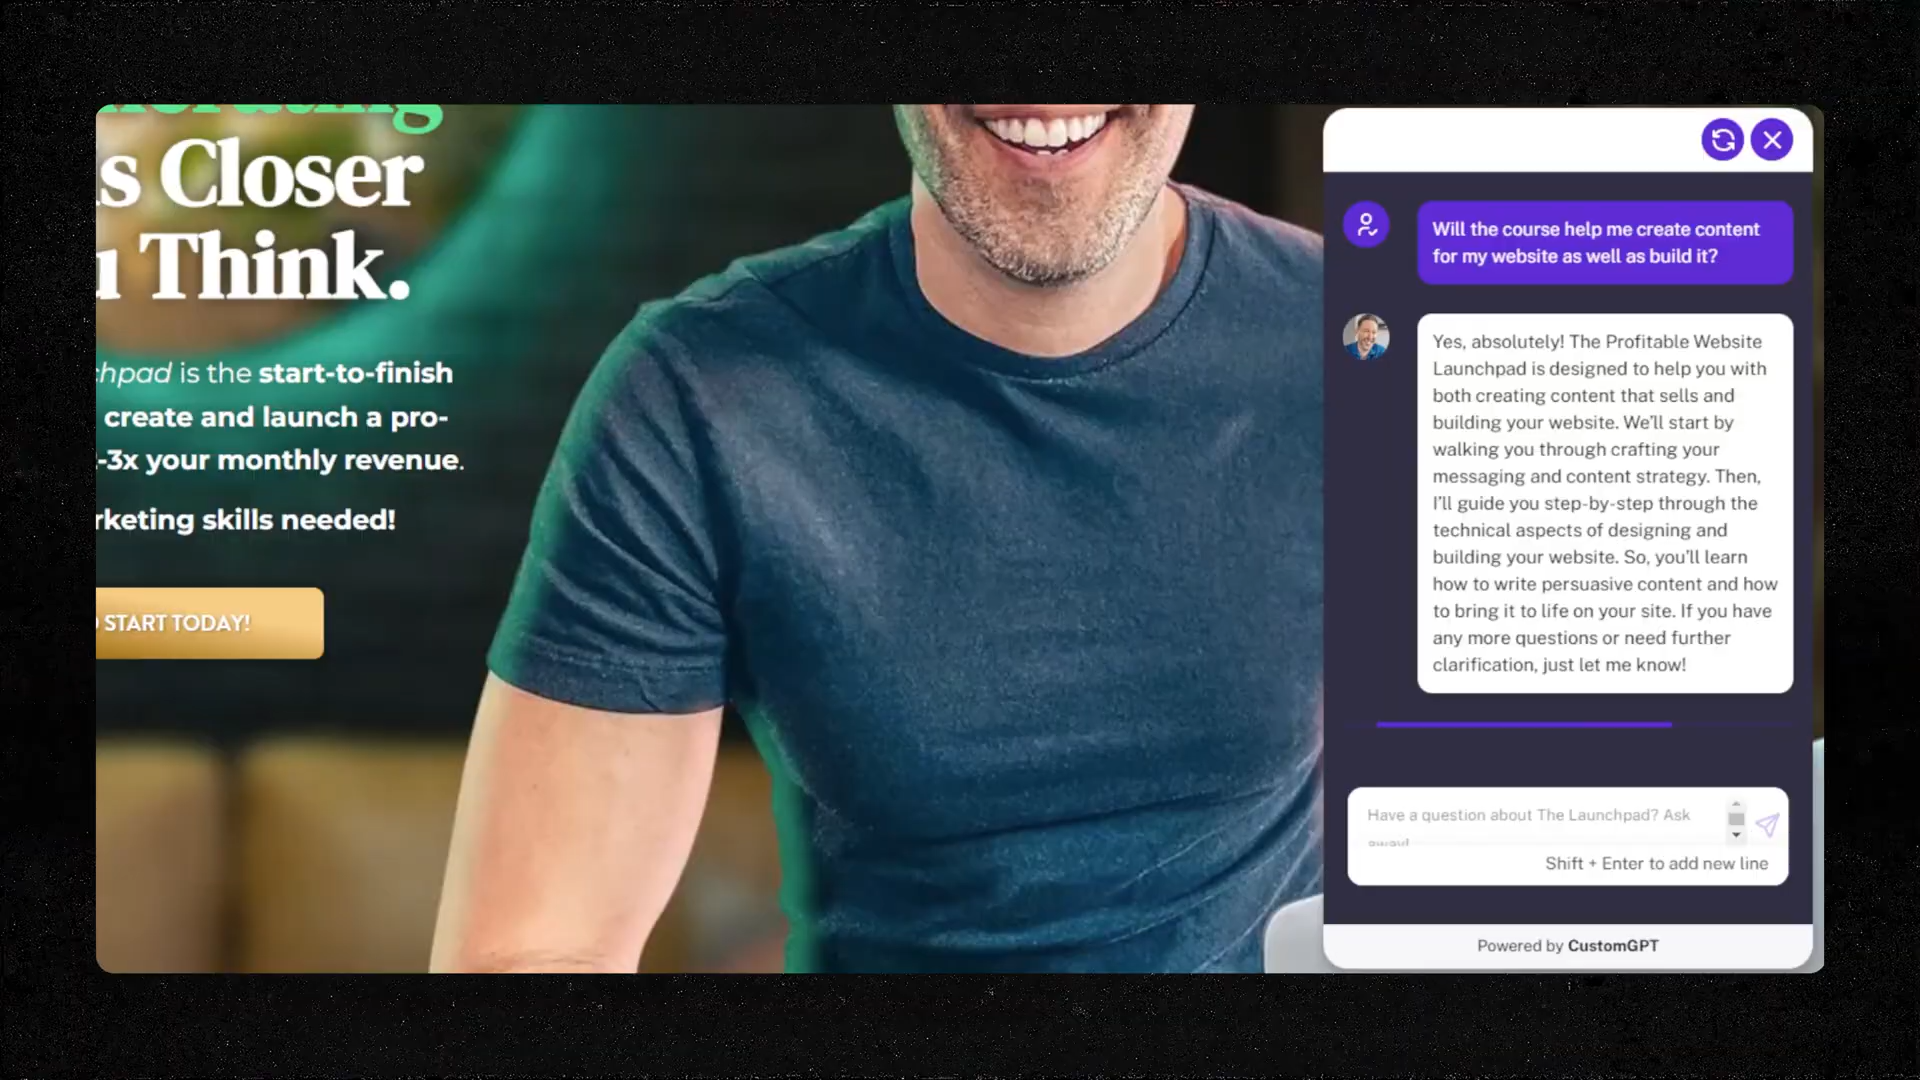 s Closer
u Think.
chpad is the start-to-finish
create and launch a pro-
-3x your monthly revenue.
rketing skills needed!
START TODAY!
Will the course help me create content
for my website as well as build it?
Yes, absolutely! The Profitable Website
Launchpad is designed to help you with
both creating content that sells and
building your website. We'll start by
walking you through crafting your
messaging and content strategy. Then,
I'll guide you step-by-step through the
technical aspects of designing and
building your website. So, you'll learn
how to write persuasive content and how
to bring it to life on your site. If you have
any more questions or need further
clarification, just let me know!
Have a question about The Launchpad? Ask
away!
Shift + Enter to add new line
Powered by CustomGPT